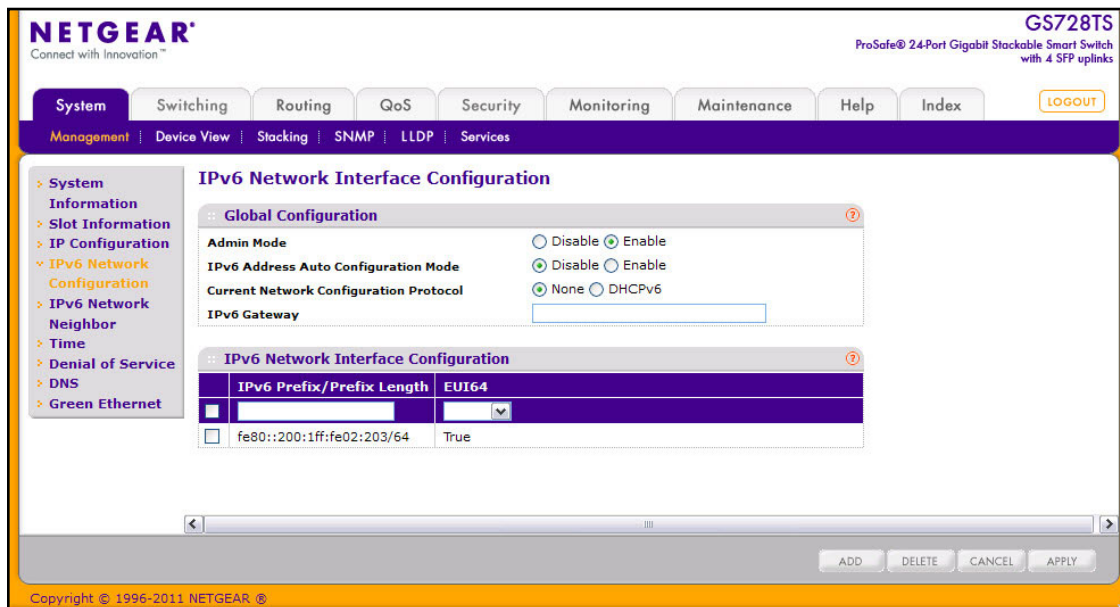 NETGEAR®
Connect with Innovation™
GS728TS
ProSafe® 24-Port Gigabit Stackable Smart Switch
with 4 SFP uplinks
System Switching Routing QoS Security Monitoring Maintenance Help Index LOGOUT
Management Device View Stacking SNMP LLDP Services
System
Information
Slot Information
IP Configuration
IPv6 Network
Configuration
IPv6 Network
Neighbor
Time
Denial of Service
DNS
Green Ethernet
IPv6 Network Interface Configuration
Global Configuration ?
Admin Mode Disable Enable
IPv6 Address Auto Configuration Mode Disable Enable
Current Network Configuration Protocol None DHCPv6
IPv6 Gateway
IPv6 Network Interface Configuration ?
IPv6 Prefix/Prefix Length EUI64
fe80::200:1ff:fe02:203/64 True
ADD DELETE CANCEL APPLY
Copyright © 1996-2011 NETGEAR ®